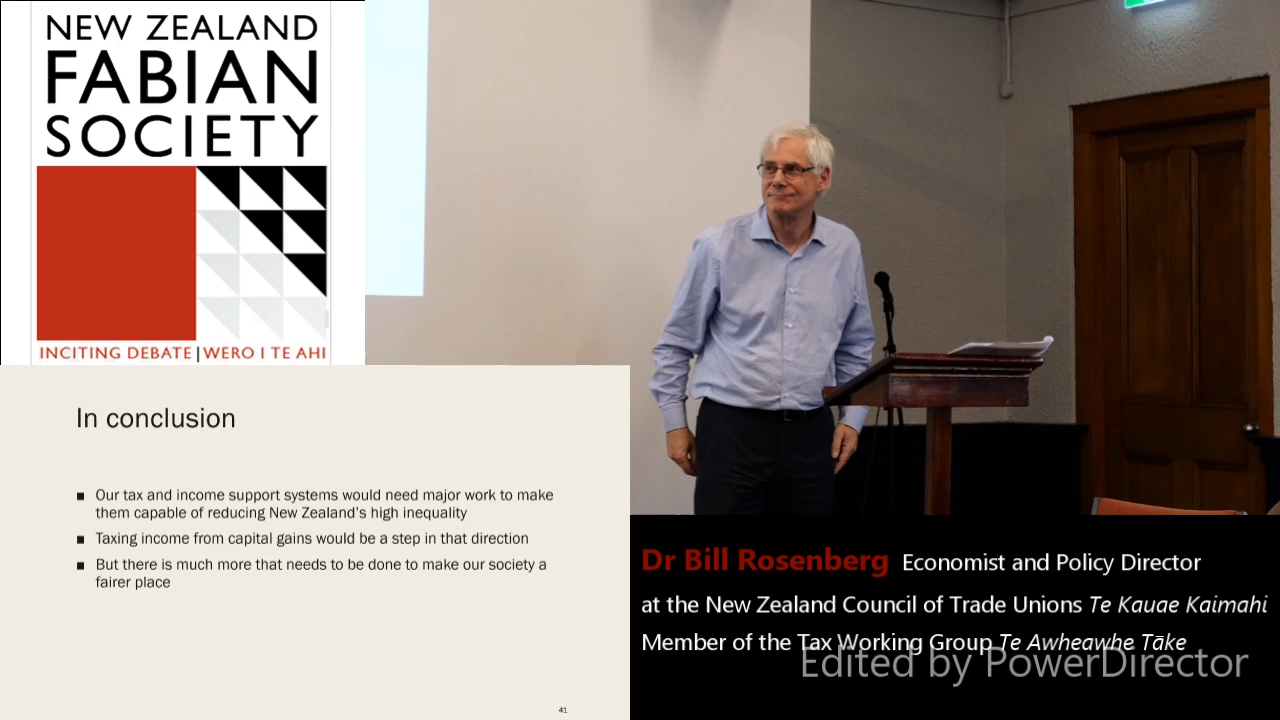 NEW ZEALAND
FABIAN
SOCIETY
INCITING DEBATE | WERO I TE AHI
In conclusion
■ Our tax and income support systems would need major work to make
them capable of reducing New Zealand's high inequality
■ Taxing income from capital gains would be a step in that direction
■ But there is much more that needs to be done to make our society a
fairer place
41
Dr Bill Rosenberg Economist and Policy Director
at the New Zealand Council of Trade Unions Te Kauae Kaimahi
Member of the Tax Working Group Te Awheawhe Tāke
Edited by PowerDirector